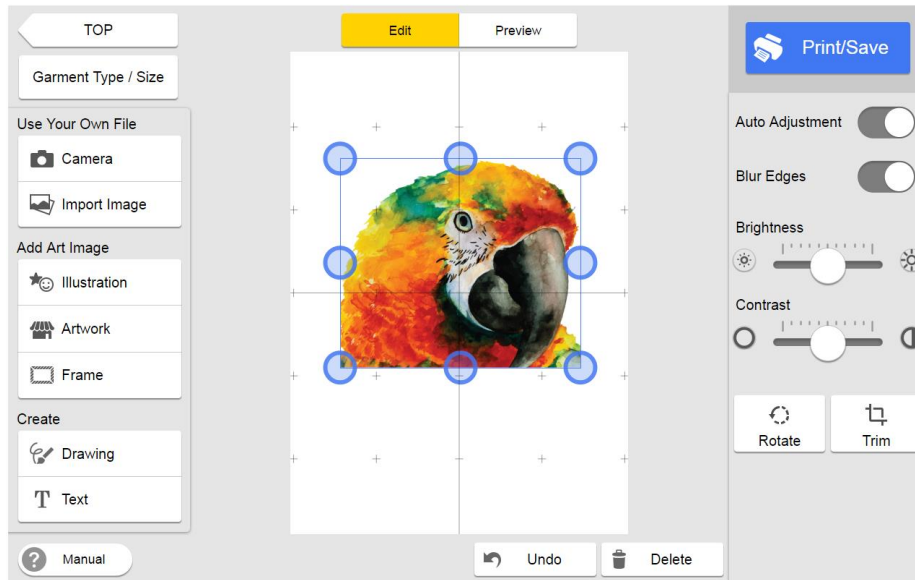 TOP
Edit
Preview
Print/Save
Garment Type / Size
Use Your Own File
Camera
Import Image
Add Art Image
Illustration
Artwork
Frame
Create
Drawing
Text
Manual
Undo
Delete
Auto Adjustment
Blur Edges
Brightness
Contrast
Rotate
Trim